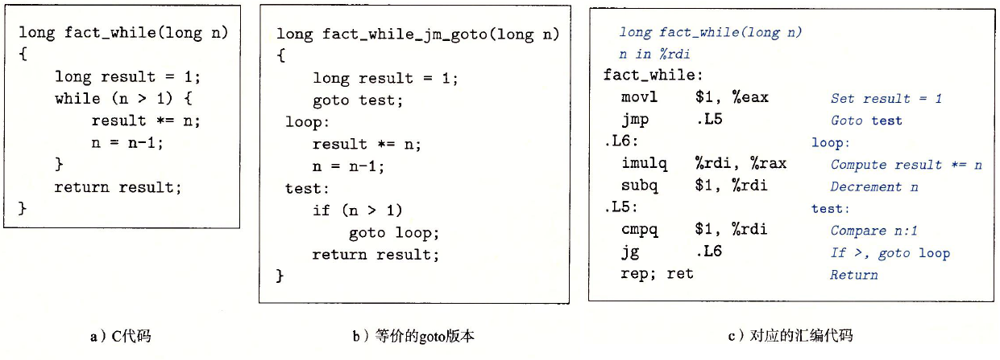 long fact_while(long n)
{
    long result = 1;
    while (n > 1) {
        result *= n;
        n = n-1;
    }
    return result;
}
a）C代码
long fact_while_jm_goto(long n)
{
    long result = 1;
    goto test;
 loop:
    result *= n;
    n = n-1;
 test:
    if (n > 1)
        goto loop;
    return result;
}
b）等价的goto版本
long fact_while(long n)
n in %rdi
fact_while:
  movl    $1, %eax    Set result = 1
  jmp    .L5    Goto test
.L6:    loop:
  imulq    %rdi, %rax    Compute result *= n
  subq    $1, %rdi    Decrement n
.L5:    test:
  cmpq    $1, %rdi    Compare n:1
  jg    .L6    If >, goto loop
  rep; ret    Return
c）对应的汇编代码